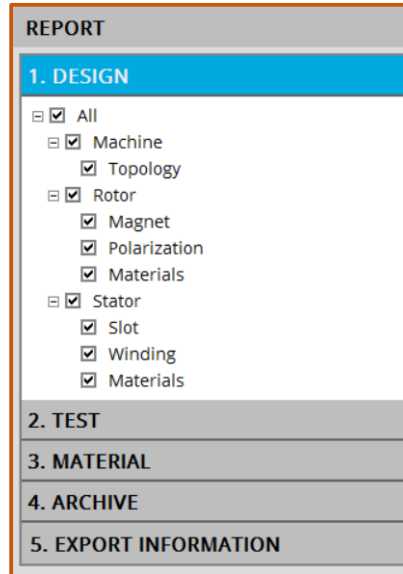 REPORT
1. DESIGN
All
Machine
Topology
Rotor
Magnet
Polarization
Materials
Stator
Slot
Winding
Materials
2. TEST
3. MATERIAL
4. ARCHIVE
5. EXPORT INFORMATION